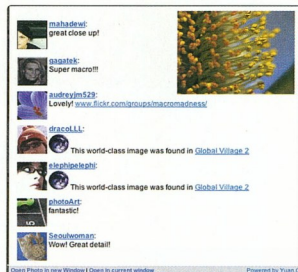 mahadewi:
great close up!
gagatek:
Super macro!!!
audreyjm529:
Lovely! www.flickr.com/groups/macromadness/
dracoLLL:
This world-class image was found in Global Village 2
elephipelephi:
This world-class image was found in Global Village 2
photoArt:
fantastic!
Seoulwoman:
Wow! Great detail!
Open Photo in new Window | Open in current window
Powered by Yuan.